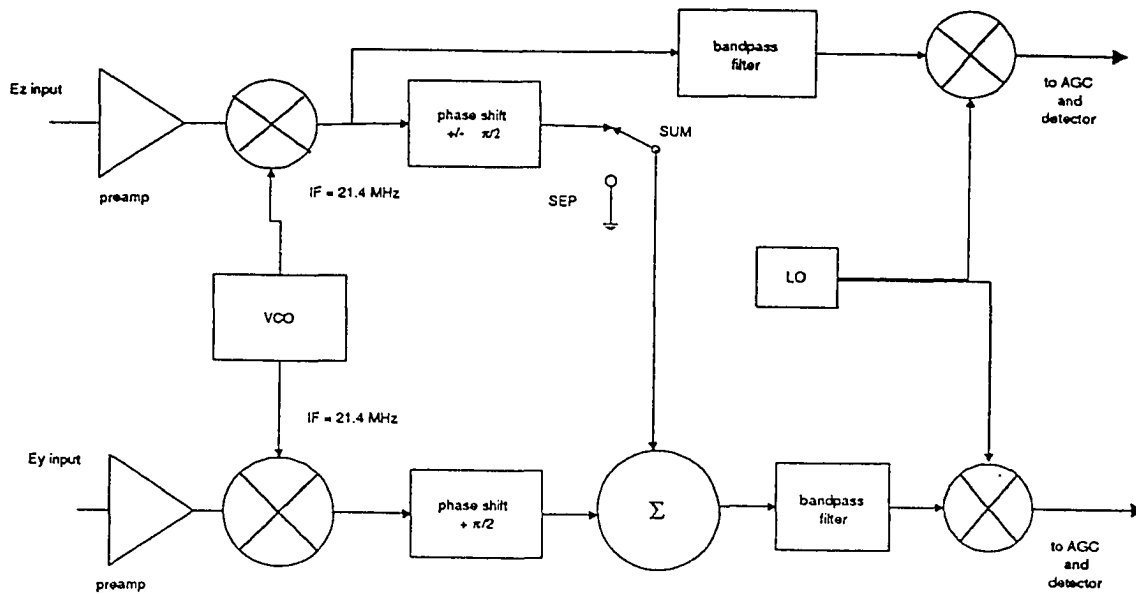 bandpass
filter
Ez input
phase shift
+/- π/2
SUM
to AGC
and
detector
preamp
IF = 21.4 MHz
SEP
LO
VCO
IF = 21.4 MHz
Ey input
phase shift
+ π/2
Σ
bandpass
filter
to AGC
and
detector
preamp